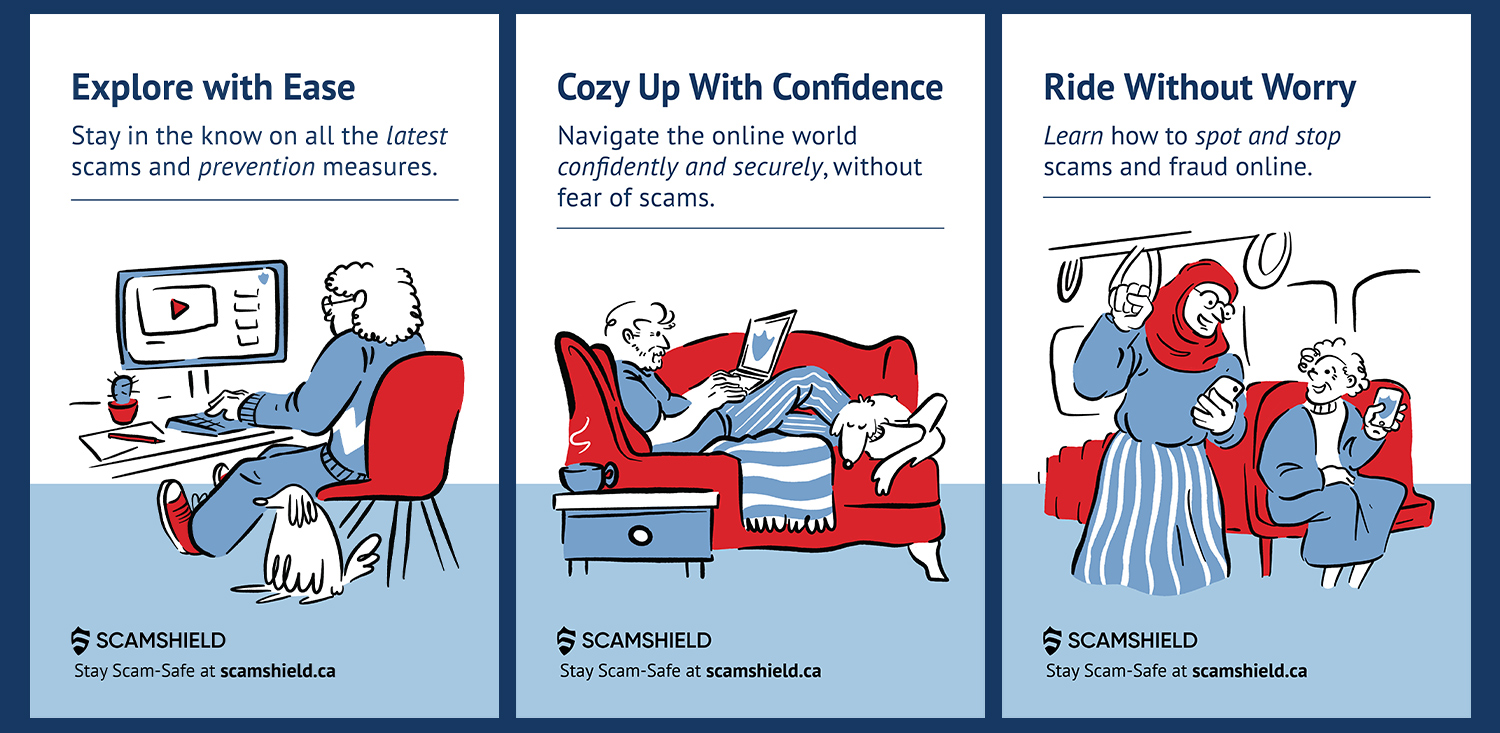 Explore with Ease
Stay in the know on all the latest
scams and prevention measures.
SCAMSHIELD
Stay Scam-Safe at scamshield.ca
Cozy Up With Confidence
Navigate the online world
confidently and securely, without
fear of scams.
SCAMSHIELD
Stay Scam-Safe at scamshield.ca
Ride Without Worry
Learn how to spot and stop
scams and fraud online.
SCAMSHIELD
Stay Scam-Safe at scamshield.ca